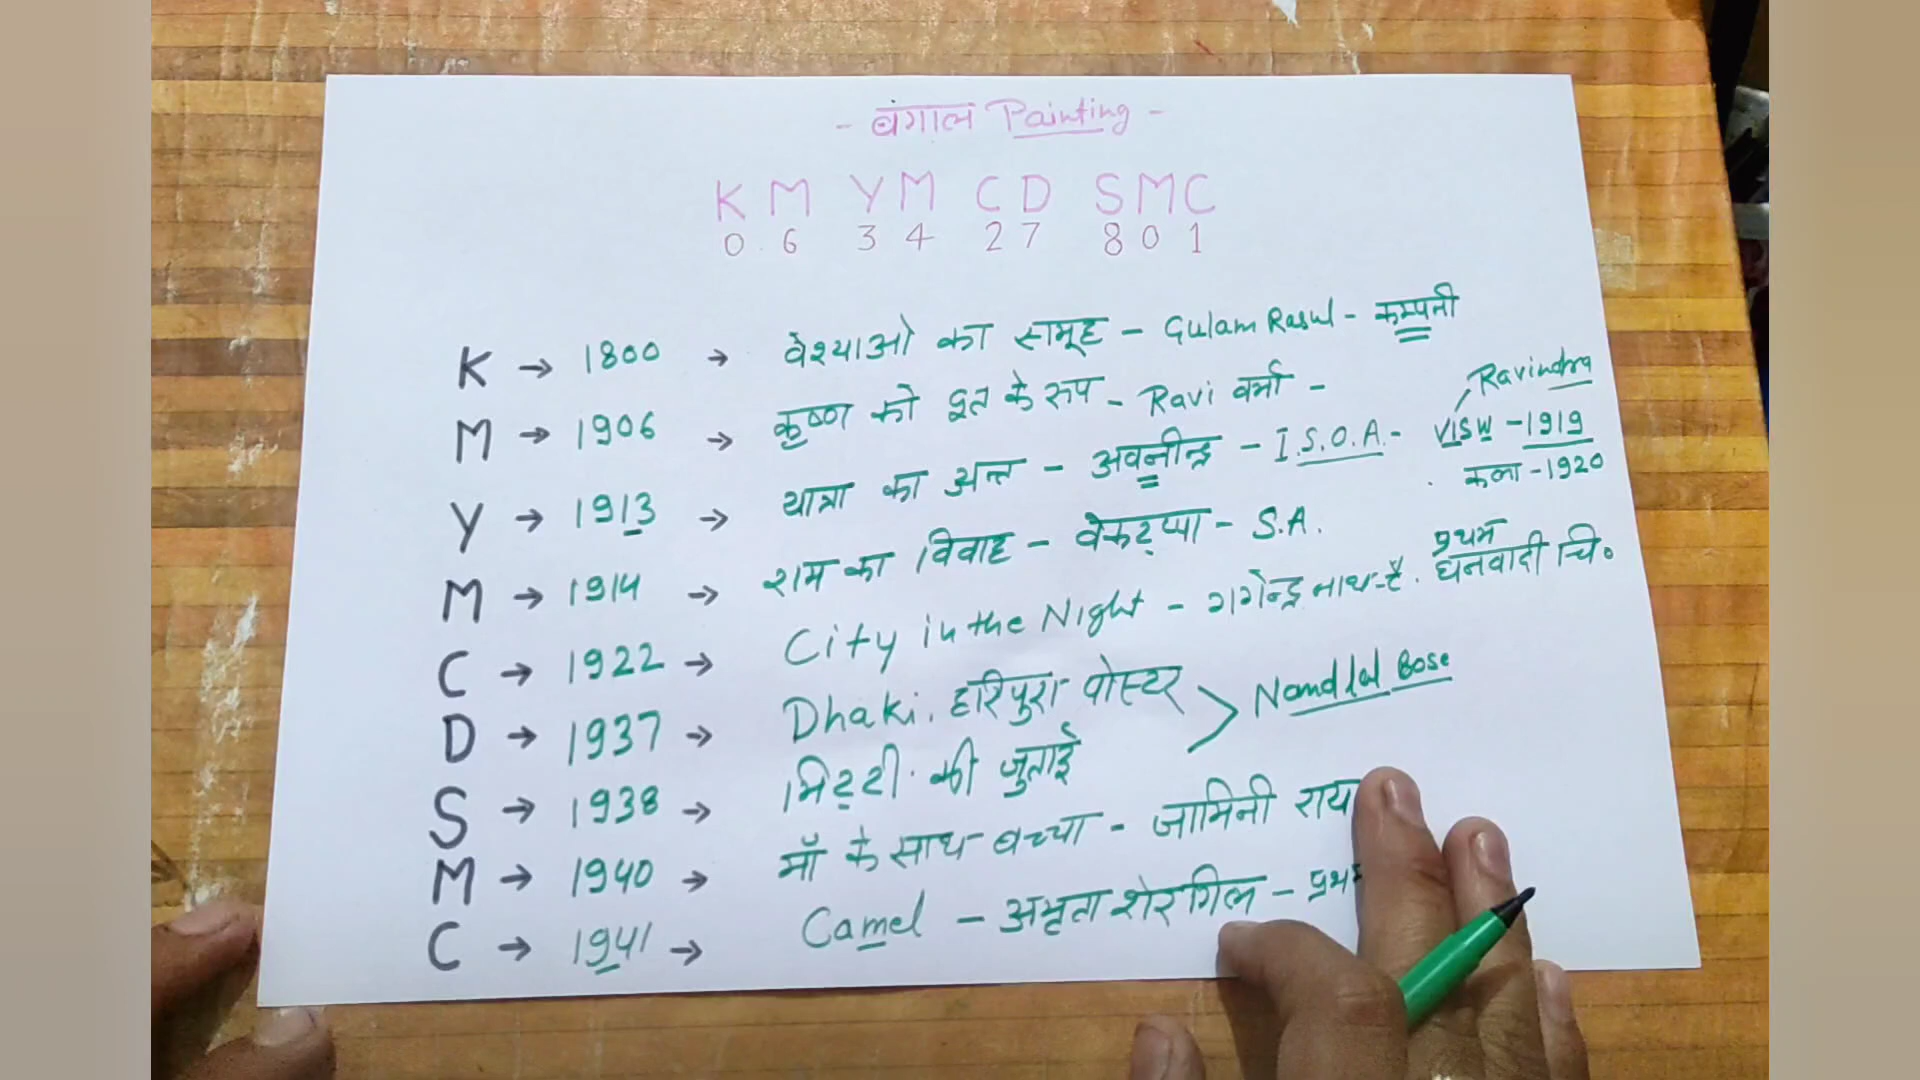 - बंगाल Painting -
K M Y M C D S M C
0 6 3 4 2 7 8 0 1
K → 1800 → वेश्याओ का समूह - Gulam Rasul - कम्पनी
M → 1906 → कृष्ण को दूत के रुप - Ravi वर्मा -
Ravindra
Y → 1913 → यात्रा का अन्त - अवनीन्द्र - I.S.O.A. - VISW - 1919
कला - 1920
M → 1914 → राम का विवाह - वेकटप्पा - S.A.
प्रथम
C → 1922 → City in the Night - गगेन्द्र नाथ - टै. घनवादी चि०
D → 1937 → Dhaki. हरिपुरा पोस्टर > Nandlal Bose
S → 1938 → मिट्टी की जुताई
M → 1940 → माँ के साथ बच्चा - जामिनी राय
C → 1941 → Camel - अमृता शेरगिल -